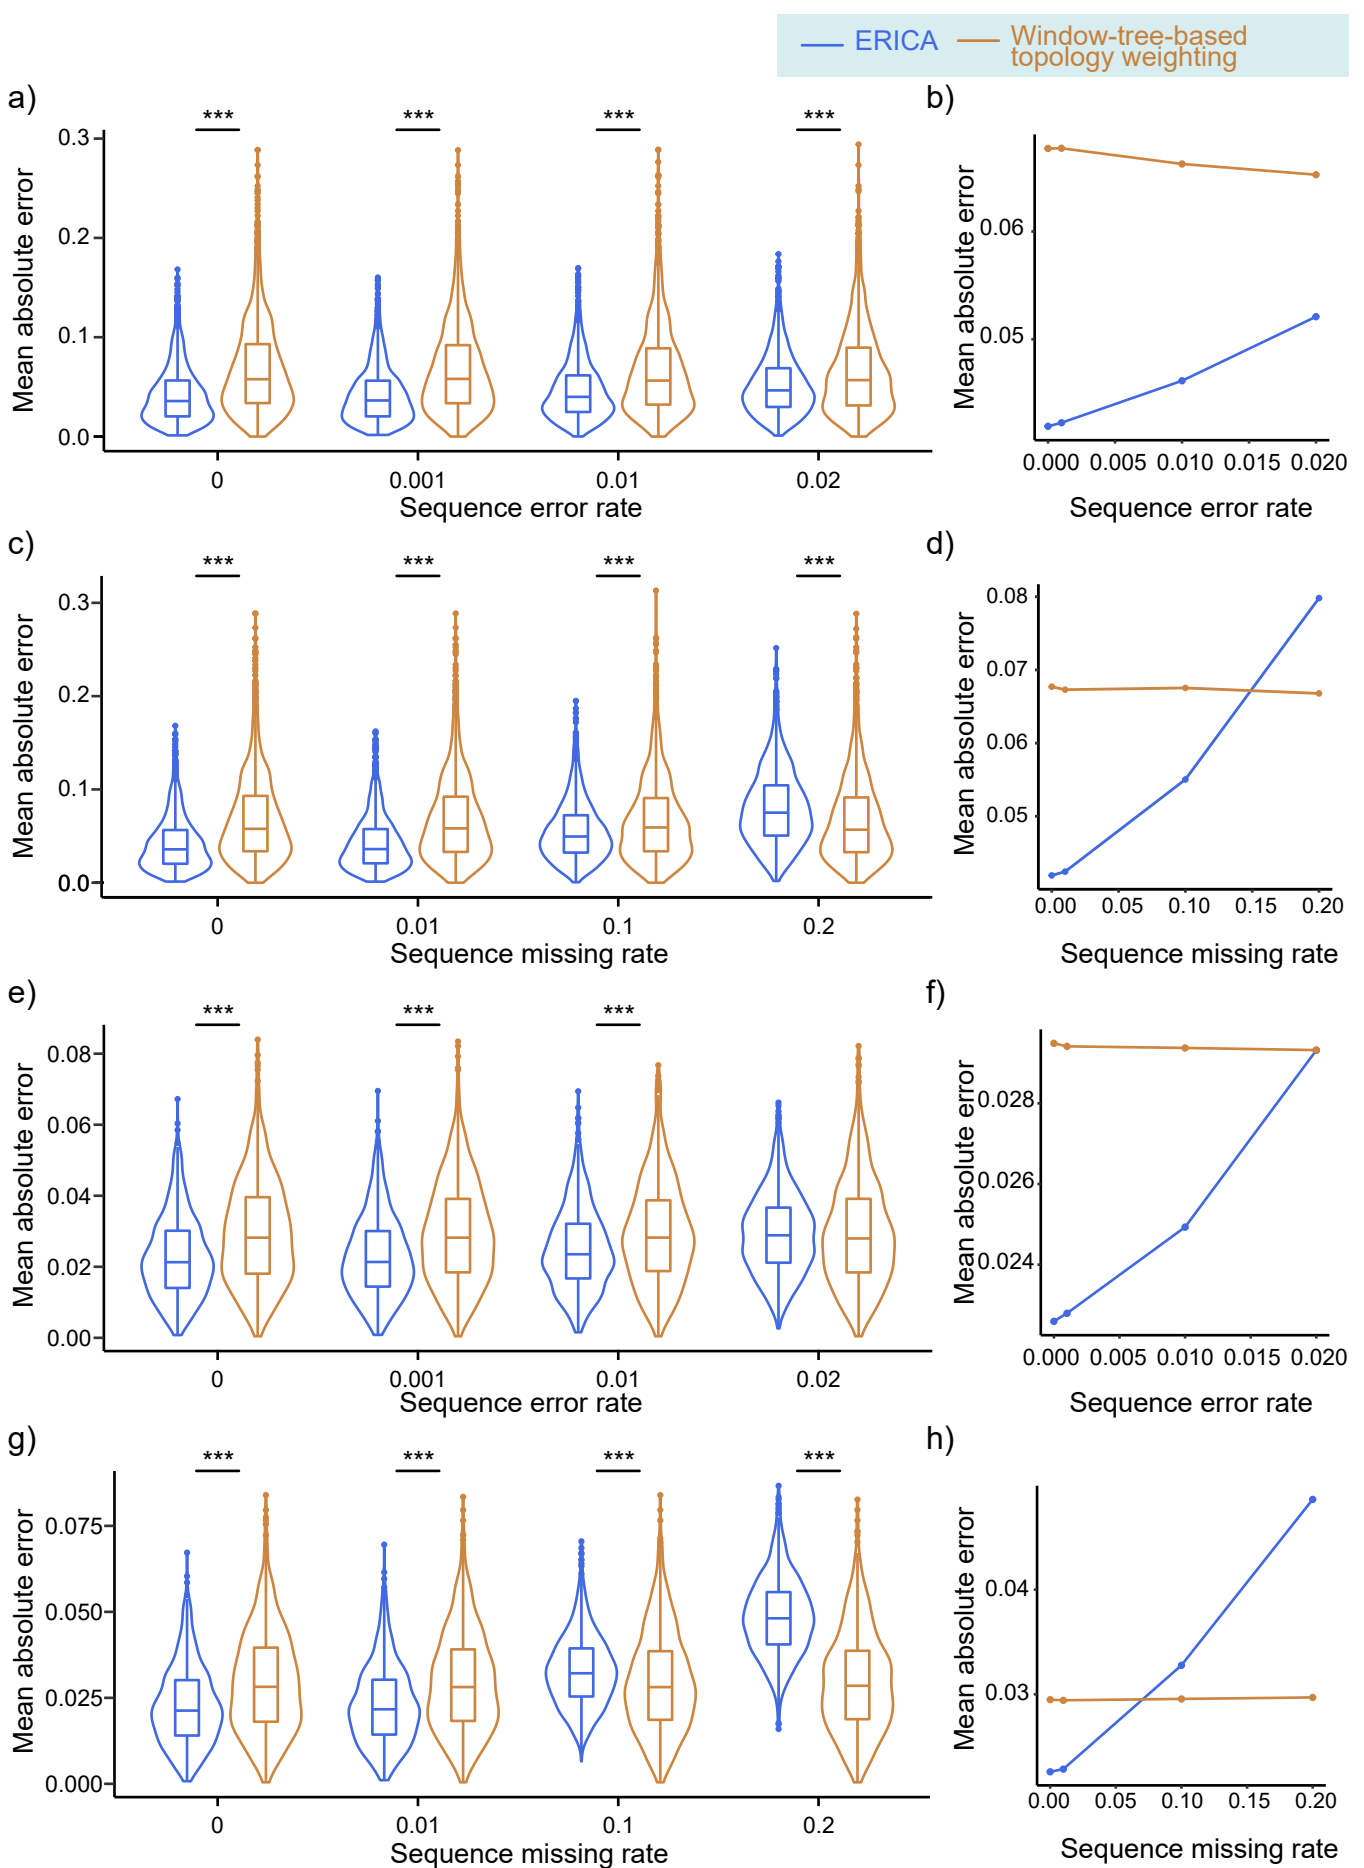 ERICA
Window-tree-based
topology weighting
a)
***
***
***
***
Mean absolute error
0.3
0.2
0.1
0.0
0
0.001
0.01
0.02
Sequence error rate
b)
Mean absolute error
0.06
0.05
0.000 0.005 0.010 0.015 0.020
Sequence error rate
c)
***
***
***
***
Mean absolute error
0.3
0.2
0.1
0.0
0
0.01
0.1
0.2
Sequence missing rate
d)
Mean absolute error
0.08
0.07
0.06
0.05
0.00 0.05 0.10 0.15 0.20
Sequence missing rate
e)
***
***
***
Mean absolute error
0.08
0.06
0.04
0.02
0.00
0
0.001
0.01
0.02
Sequence error rate
f)
Mean absolute error
0.028
0.026
0.024
0.000 0.005 0.010 0.015 0.020
Sequence error rate
g)
***
***
***
***
Mean absolute error
0.075
0.050
0.025
0.000
0
0.01
0.1
0.2
Sequence missing rate
h)
Mean absolute error
0.04
0.03
0.00 0.05 0.10 0.15 0.20
Sequence missing rate